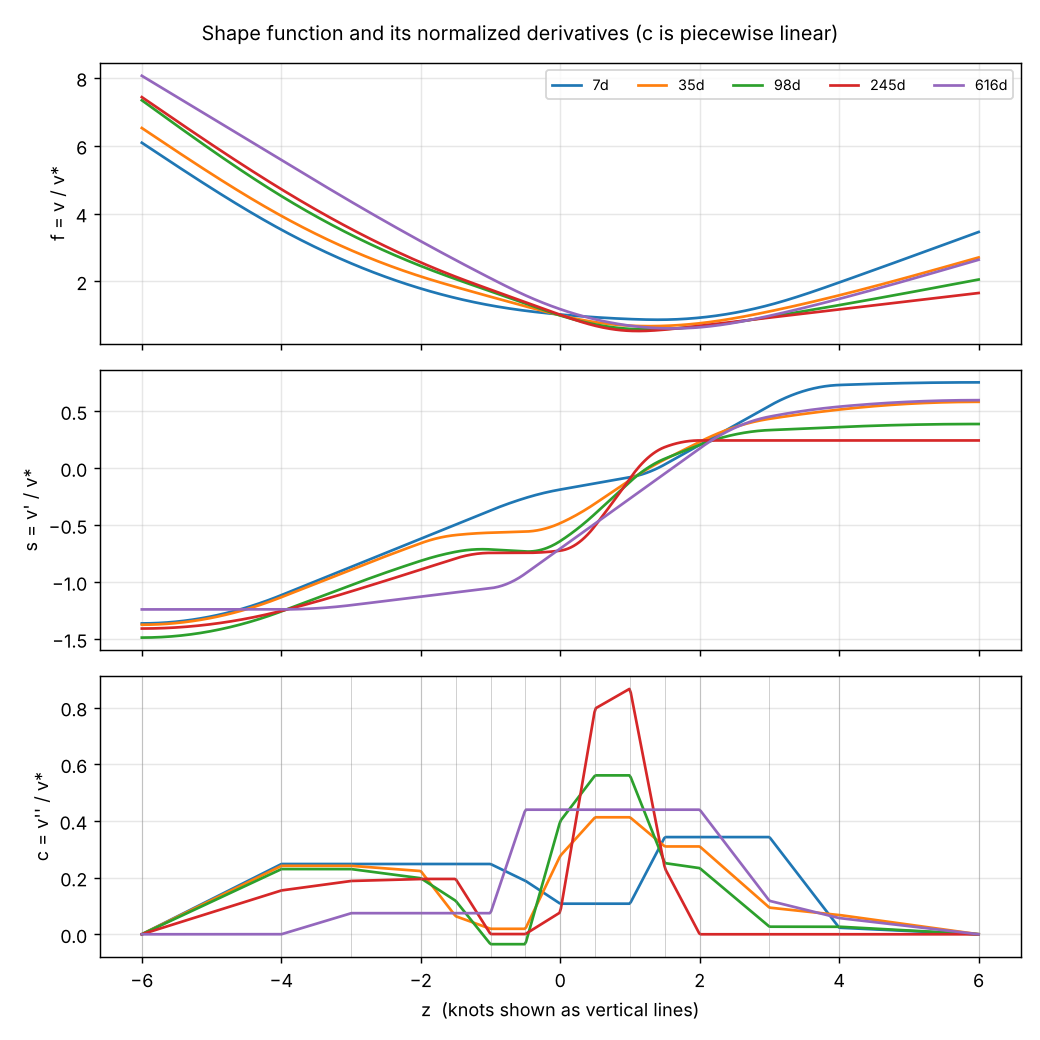 Shape function and its normalized derivatives (c is piecewise linear)
7d 35d 98d 245d 616d
f = v / v*
8
6
4
2
s = v' / v*
0.5
0.0
−0.5
−1.0
−1.5
c = v'' / v*
0.8
0.6
0.4
0.2
0.0
−6 −4 −2 0 2 4 6
z (knots shown as vertical lines)